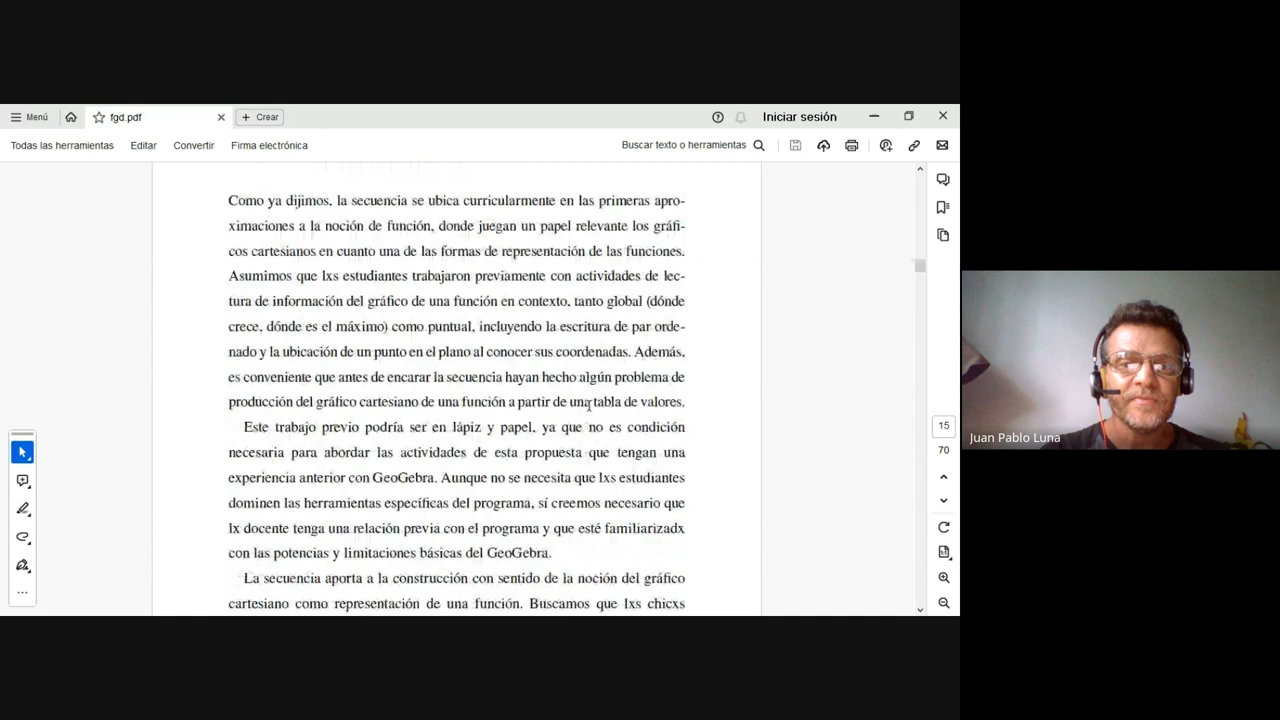 Menú
fgd.pdf
Crear
Iniciar sesión
Todas las herramientas
Editar
Convertir
Firma electrónica
Buscar texto o herramientas
Como ya dijimos, la secuencia se ubica curricularmente en las primeras apro-
ximaciones a la noción de función, donde juegan un papel relevante los gráfi-
cos cartesianos en cuanto una de las formas de representación de las funciones.
Asumimos que lxs estudiantes trabajaron previamente con actividades de lec-
tura de información del gráfico de una función en contexto, tanto global (dónde
crece, dónde es el máximo) como puntual, incluyendo la escritura de par orde-
nado y la ubicación de un punto en el plano al conocer sus coordenadas. Además,
es conveniente que antes de encarar la secuencia hayan hecho algún problema de
producción del gráfico cartesiano de una función a partir de una tabla de valores.
Este trabajo previo podría ser en lápiz y papel, ya que no es condición
necesaria para abordar las actividades de esta propuesta que tengan una
experiencia anterior con GeoGebra. Aunque no se necesita que lxs estudiantes
dominen las herramientas específicas del programa, sí creemos necesario que
lx docente tenga una relación previa con el programa y que esté familiarizadx
con las potencias y limitaciones básicas del GeoGebra.
La secuencia aporta a la construcción con sentido de la noción del gráfico
cartesiano como representación de una función. Buscamos que lxs chicxs
15
70
Juan Pablo Luna